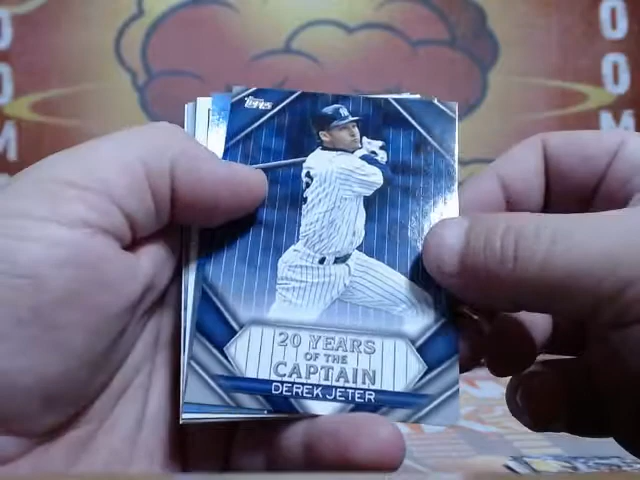 Topps
20 YEARS
OF THE
CAPTAIN
DEREK JETER